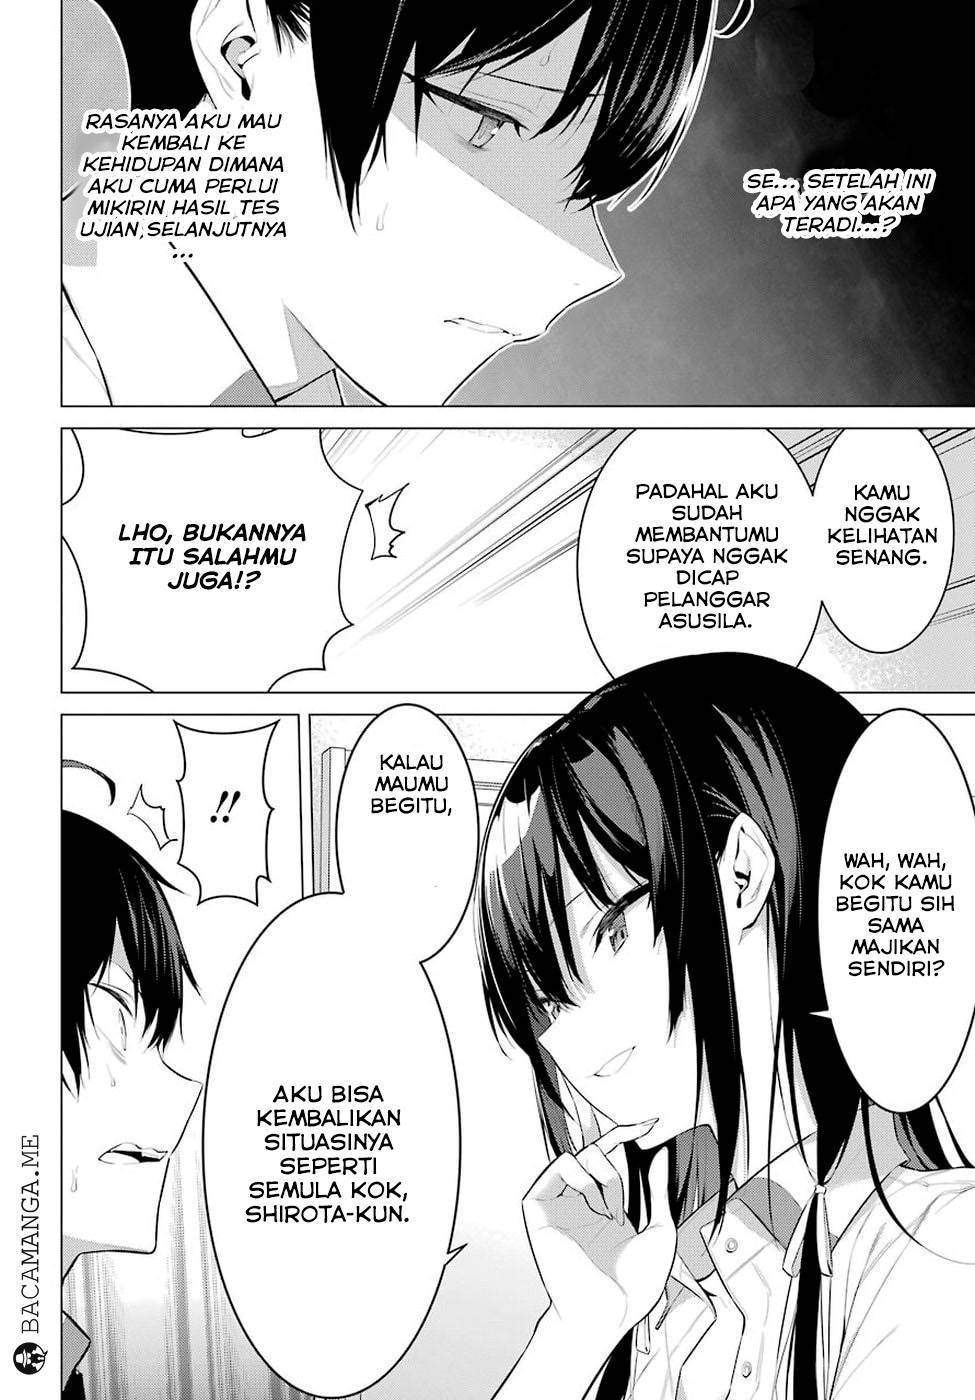 SE... SETELAH INI
APA YANG AKAN
TERADI...?
RASANYA AKU MAU
KEMBALI KE
KEHIDUPAN DIMANA
AKU CUMA PERLUI
MIKIRIN HASIL TES
UJIAN SELANJUTNYA
...
KAMU
NGGAK
KELIHATAN
SENANG.
PADAHAL AKU
SUDAH
MEMBANTUMU
SUPAYA NGGAK
DICAP
PELANGGAR
ASUSILA.
LHO, BUKANNYA
ITU SALAHMU
JUGA!?
WAH, WAH,
KOK KAMU
BEGITU SIH
SAMA
MAJIKAN
SENDIRI?
KALAU
MAUMU
BEGITU,
AKU BISA
KEMBALIKAN
SITUASINYA
SEPERTI
SEMULA KOK,
SHIROTA-KUN.
!!
BACAMANGA.ME